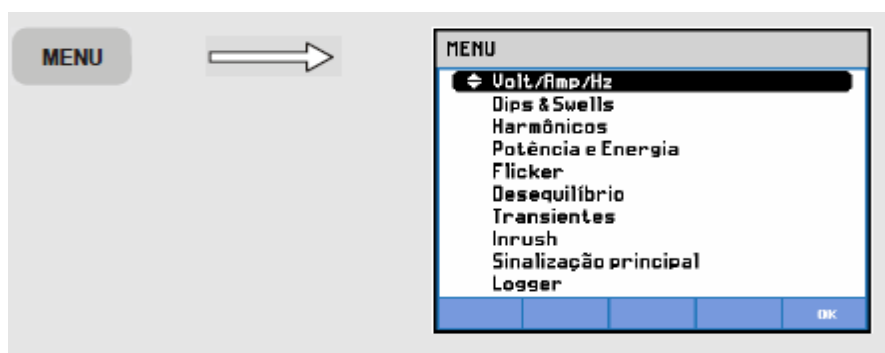 MENU
MENU
Volt/Amp/Hz
Dips & Swells
Harmônicos
Potência e Energia
Flicker
Desequilíbrio
Transientes
Inrush
Sinalização principal
Logger
OK